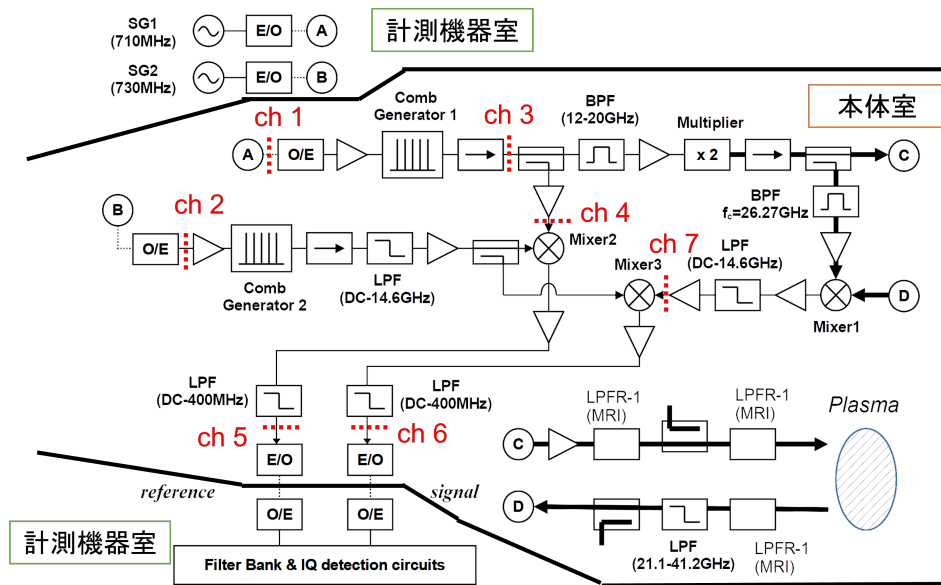 SG1
(710MHz)
E/O
A
計測機器室
SG2
(730MHz)
E/O
B
本体室
ch 1
Comb
Generator 1
ch 3
BPF
(12-20GHz)
Multiplier
A
O/E
x 2
C
B
ch 2
ch 4
BPF
fc=26.27GHz
O/E
Mixer2
ch 7
LPF
(DC-14.6GHz)
LPF
(DC-14.6GHz)
Comb
Generator 2
Mixer3
D
Mixer1
LPF
(DC-400MHz)
LPF
(DC-400MHz)
LPFR-1
(MRI)
LPFR-1
(MRI)
Plasma
ch 5
ch 6
C
E/O
E/O
reference
signal
D
O/E
O/E
LPF
(21.1-41.2GHz)
LPFR-1
(MRI)
計測機器室
Filter Bank & IQ detection circuits